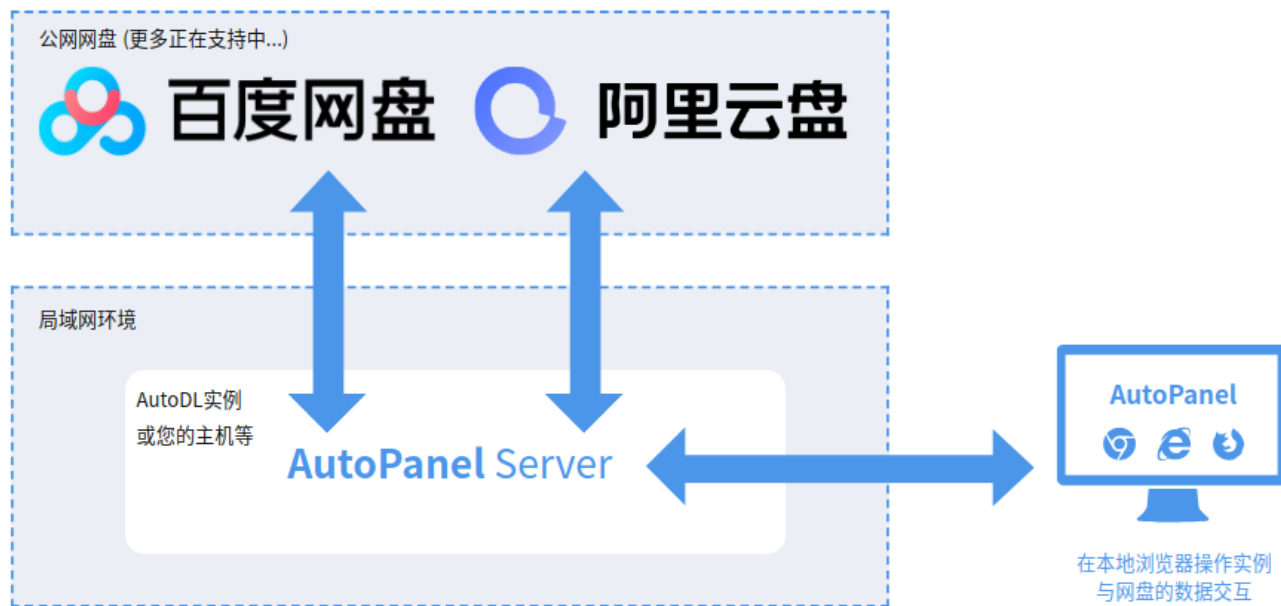 公网网盘 (更多正在支持中...)
百度网盘
阿里云盘
局域网环境
AutoDL实例
或您的主机等
AutoPanel Server
AutoPanel
在本地浏览器操作实例
与网盘的数据交互